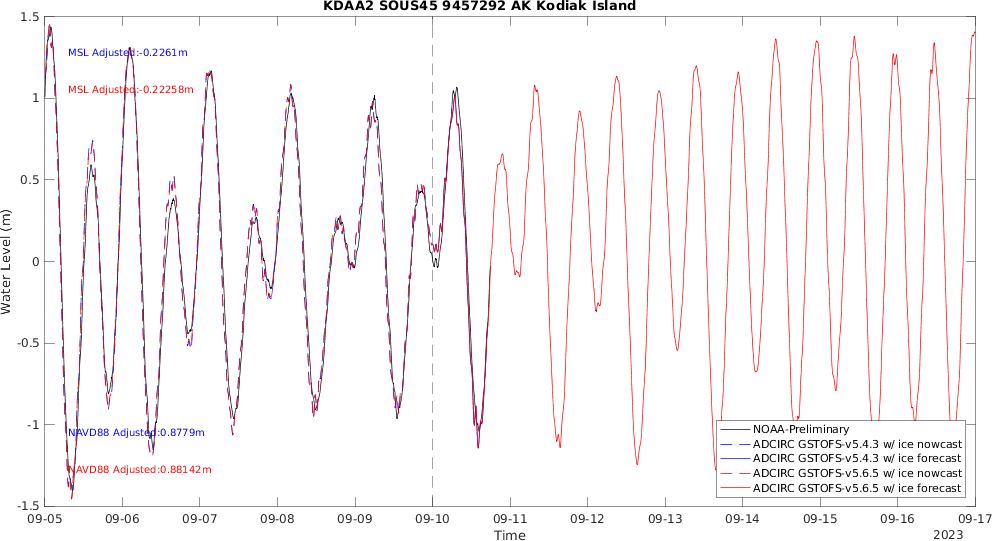 KDAA2 SOUS45 9457292 AK Kodiak Island
1.5
MSL Adjusted:-0.2261m
MSL Adjusted:-0.22258m
1
0.5
Water Level (m)
0
-0.5
-1
NAVD88 Adjusted:0.8779m
NAVD88 Adjusted:0.88142m
-1.5
NOAA-Preliminary
ADCIRC GSTOFS-v5.4.3 w/ ice nowcast
ADCIRC GSTOFS-v5.4.3 w/ ice forecast
ADCIRC GSTOFS-v5.6.5 w/ ice nowcast
ADCIRC GSTOFS-v5.6.5 w/ ice forecast
09-05 09-06 09-07 09-08 09-09 09-10 09-11 09-12 09-13 09-14 09-15 09-16 09-17
Time
2023